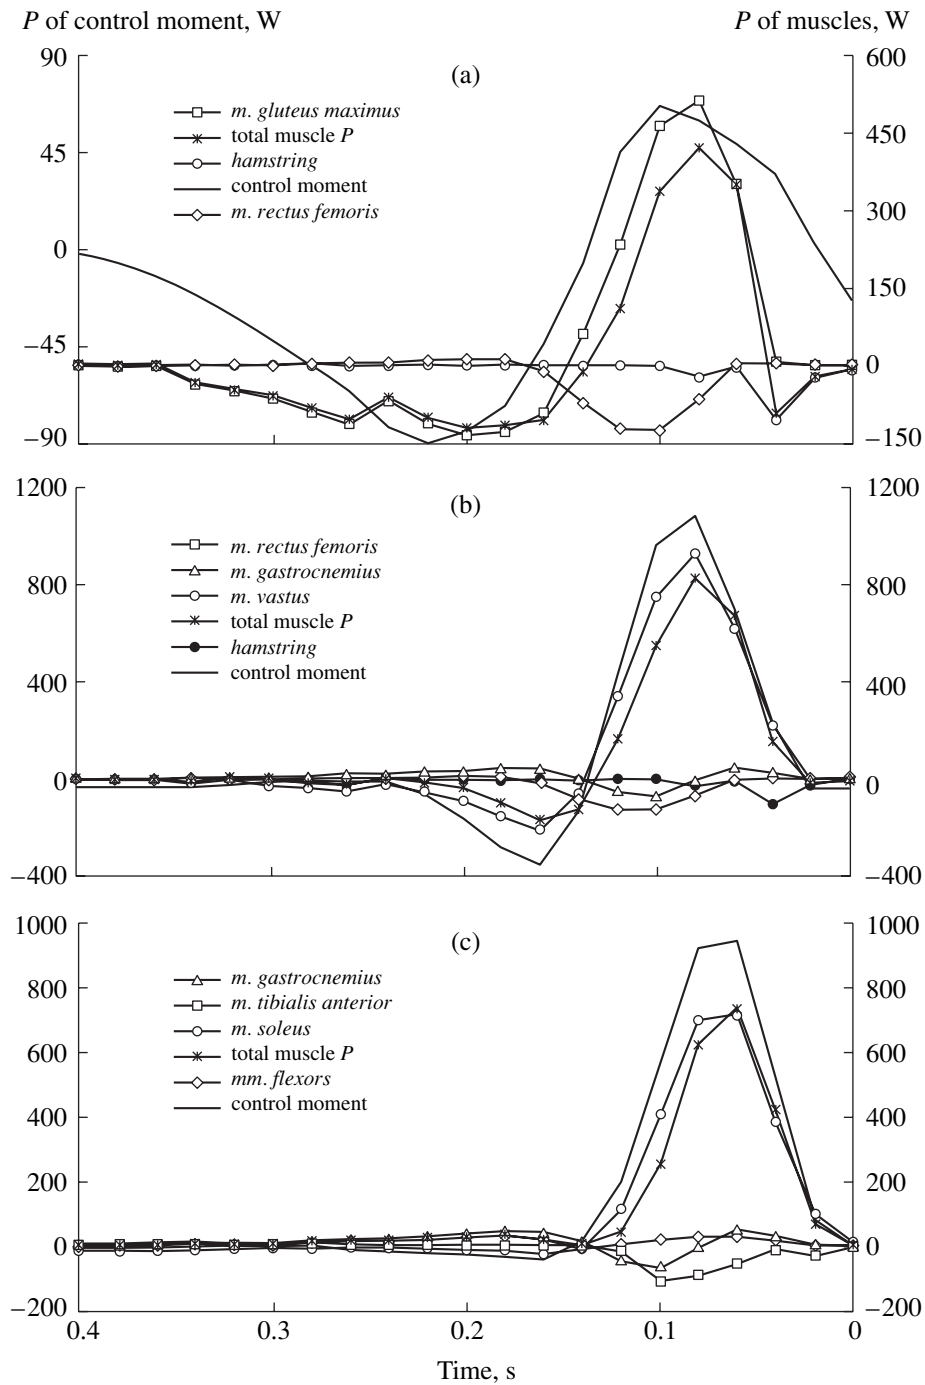 P of control moment, W P of muscles, W
90 600
(a)
m. gluteus maximus
total muscle P
450
45
hamstring
control moment
m. rectus femoris
300
0
150
−45
0
−90 −150
1200 1200
(b)
m. rectus femoris
m. gastrocnemius
800 800
m. vastus
total muscle P
hamstring
control moment
400 400
0 0
−400 −400
1000 1000
(c)
m. gastrocnemius
800 800
m. tibialis anterior
m. soleus
600 total muscle P 600
mm. flexors
control moment
400 400
200 200
0 0
−200 −200
0.4 0.3 0.2 0.1 0
Time, s